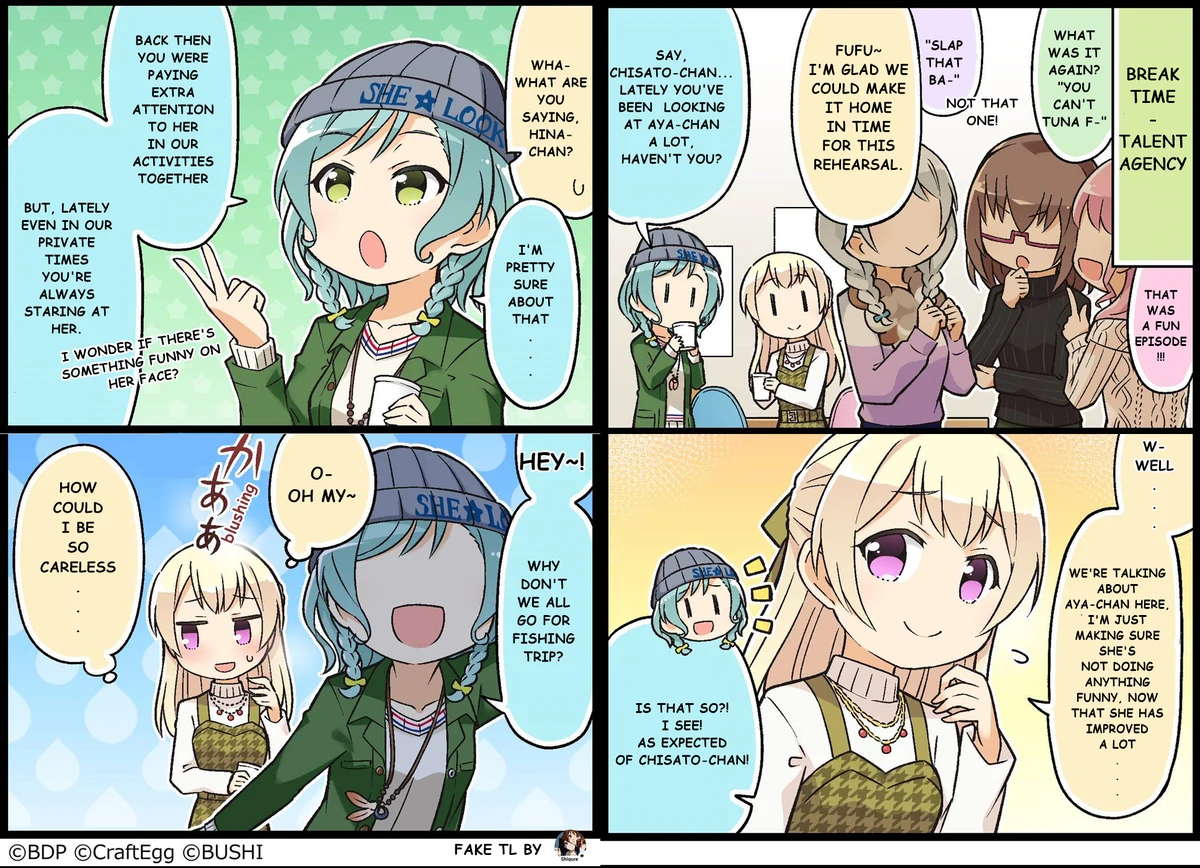 BREAK
TIME
-
TALENT
AGENCY
WHAT
WAS IT
AGAIN?
"YOU
CAN'T
TUNA F-"
"SLAP
THAT
BA-"
NOT THAT
ONE!
THAT
WAS
A FUN
EPISODE
!!!
FUFU~
I'M GLAD WE
COULD MAKE
IT HOME
IN TIME
FOR THIS
REHEARSAL.
SAY,
CHISATO-CHAN...
LATELY YOU'VE
BEEN LOOKING
AT AYA-CHAN
A LOT,
HAVEN'T YOU?
SHE
WHA-
WHAT ARE
YOU
SAYING,
HINA-
CHAN?
I'M
PRETTY
SURE
ABOUT
THAT
. . . .
SHE★LOOK
BACK THEN
YOU WERE
PAYING
EXTRA
ATTENTION
TO HER
IN OUR
ACTIVITIES
TOGETHER
BUT, LATELY
EVEN IN OUR
PRIVATE
TIMES
YOU'RE
ALWAYS
STARING AT
HER.
I WONDER IF THERE'S
SOMETHING FUNNY ON
HER FACE?
W-
WELL
. . . .
WE'RE TALKING
ABOUT
AYA-CHAN HERE,
I'M JUST
MAKING SURE
SHE'S
NOT DOING
ANYTHING
FUNNY, NOW
THAT SHE HAS
IMPROVED
A LOT
. . . .
SHE★L
IS THAT SO?!
I SEE!
AS EXPECTED
OF CHISATO-CHAN!
HEY~!
WHY
DON'T
WE ALL
GO FOR
FISHING
TRIP?
SHE★LO
O-
OH MY~
かあぁ
blushing
HOW
COULD
I BE
SO
CARELESS
. . . .
©BDP ©CraftEgg ©BUSHI
FAKE TL BY
Shiqure